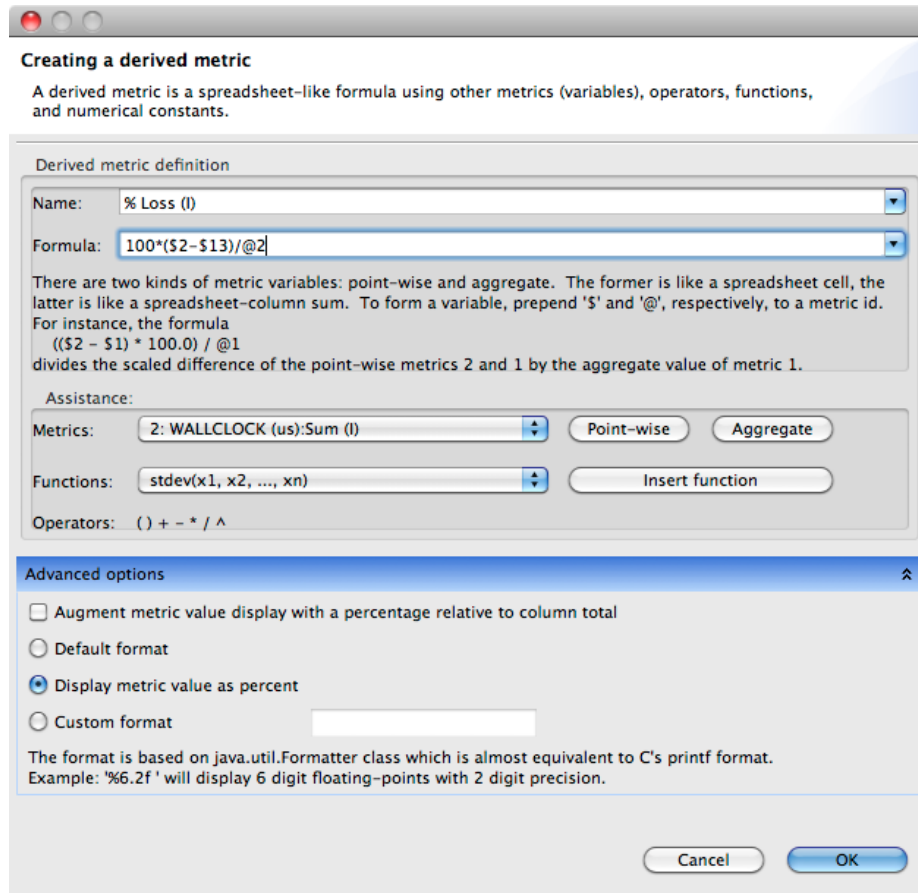 Creating a derived metric
A derived metric is a spreadsheet-like formula using other metrics (variables), operators, functions,
and numerical constants.
Derived metric definition
Name: % Loss (I)
Formula: 100*($2-$13)/@2
There are two kinds of metric variables: point-wise and aggregate.  The former is like a spreadsheet cell, the
latter is like a spreadsheet-column sum.  To form a variable, prepend '$' and '@', respectively, to a metric id.
For instance, the formula
(($2 - $1) * 100.0) / @1
divides the scaled difference of the point-wise metrics 2 and 1 by the aggregate value of metric 1.
Assistance:
Metrics: 2: WALLCLOCK (us):Sum (I) Point-wise Aggregate
Functions: stdev(x1, x2, ..., xn) Insert function
Operators: ( ) + - * / ^
Advanced options
Augment metric value display with a percentage relative to column total
Default format
Display metric value as percent
Custom format
The format is based on java.util.Formatter class which is almost equivalent to C's printf format.
Example: '%6.2f ' will display 6 digit floating-points with 2 digit precision.
Cancel OK